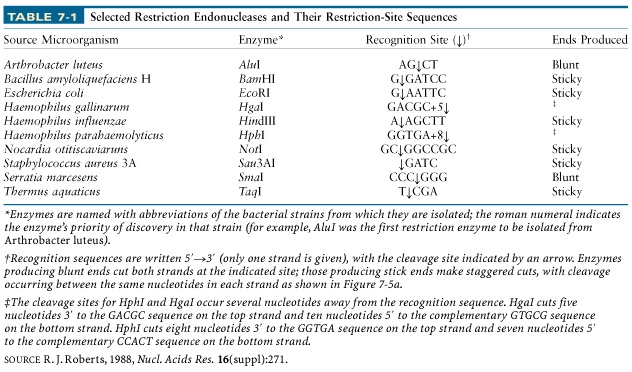 TABLE 7-1 Selected Restriction Endonucleases and Their Restriction-Site Sequences
Source Microorganism Enzyme* Recognition Site (↓)† Ends Produced
Arthrobacter luteus AluI AG↓CT Blunt
Bacillus amyloliquefaciens H BamHI G↓GATCC Sticky
Escherichia coli EcoRI G↓AATTC Sticky
Haemophilus gallinarum HgaI GACGC+5↓ ‡
Haemophilus influenzae HindIII A↓AGCTT Sticky
Haemophilus parahaemolyticus HphI GGTGA+8↓ ‡
Nocardia otitiscaviaruns NotI GC↓GGCCGC Sticky
Staphylococcus aureus 3A Sau3AI ↓GATC Sticky
Serratia marcesens SmaI CCC↓GGG Blunt
Thermus aquaticus TaqI T↓CGA Sticky
*Enzymes are named with abbreviations of the bacterial strains from which they are isolated; the roman numeral indicates
the enzyme's priority of discovery in that strain (for example, AluI was the first restriction enzyme to be isolated from
Arthrobacter luteus).
†Recognition sequences are written 5′→3′ (only one strand is given), with the cleavage site indicated by an arrow. Enzymes
producing blunt ends cut both strands at the indicated site; those producing stick ends make staggered cuts, with cleavage
occurring between the same nucleotides in each strand as shown in Figure 7-5a.
‡The cleavage sites for HphI and HgaI occur several nucleotides away from the recognition sequence. HgaI cuts five
nucleotides 3′ to the GACGC sequence on the top strand and ten nucleotides 5′ to the complementary GTGCG sequence
on the bottom strand. HphI cuts eight nucleotides 3′ to the GGTGA sequence on the top strand and seven nucleotides 5′
to the complementary CCACT sequence on the bottom strand.
SOURCE R. J. Roberts, 1988, Nucl. Acids Res. 16(suppl):271.